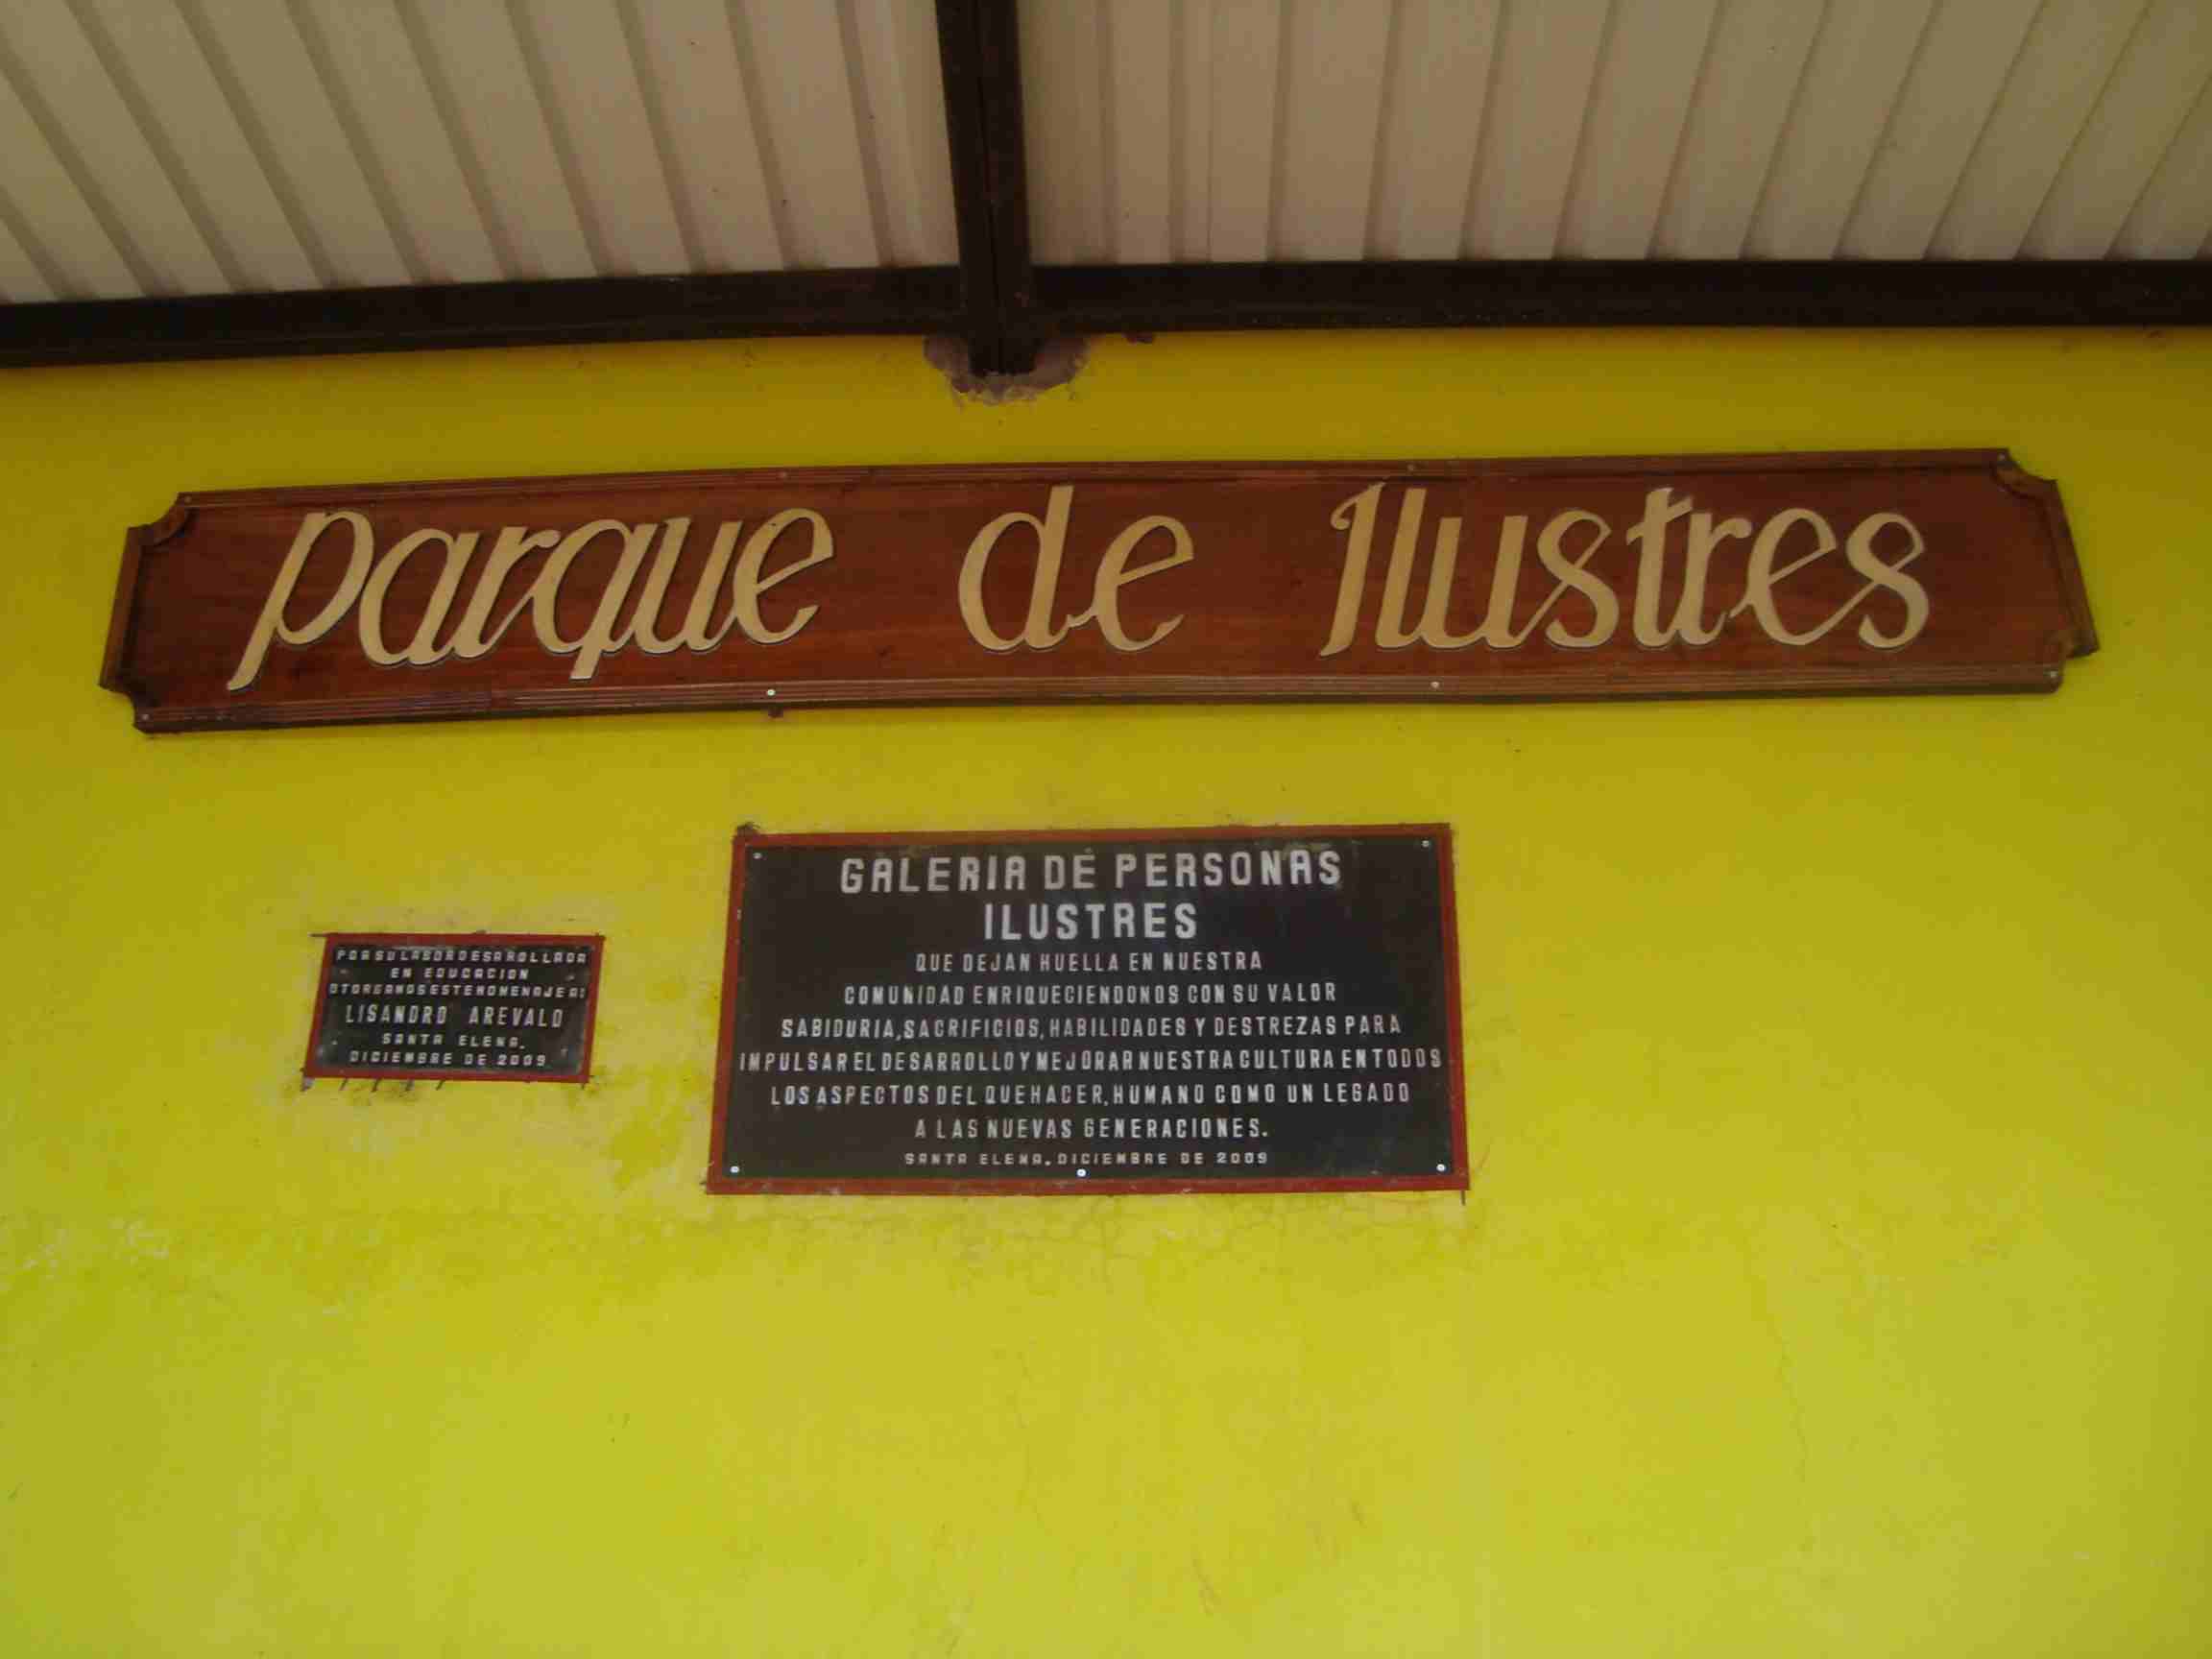 Parque de Ilustres
GALERIA DE PERSONAS
ILUSTRES
QUE DEJAN HUELLA EN NUESTRA
COMUNIDAD ENRIQUECIENDONOS CON SU VALOR
SABIDURIA, SACRIFICIOS, HABILIDADES Y DESTREZAS PARA
IMPULSAR EL DESARROLLO Y MEJORAR NUESTRA CULTURA EN TODOS
LOS ASPECTOS DEL QUEHACER, HUMANO COMO UN LEGADO
A LAS NUEVAS GENERACIONES.
SANTA ELENA, DICIEMBRE DE 2009
POR SU LABOR DESARROLLADA
EN EDUCACION
OTORGAMOS ESTE HOMENAJE A:
LISANDRO AREVALO
SANTA ELENA,
DICIEMBRE DE 2009